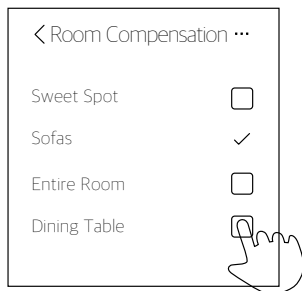 Room Compensation ...
Sweet Spot
Sofas
Entire Room
Dining Table